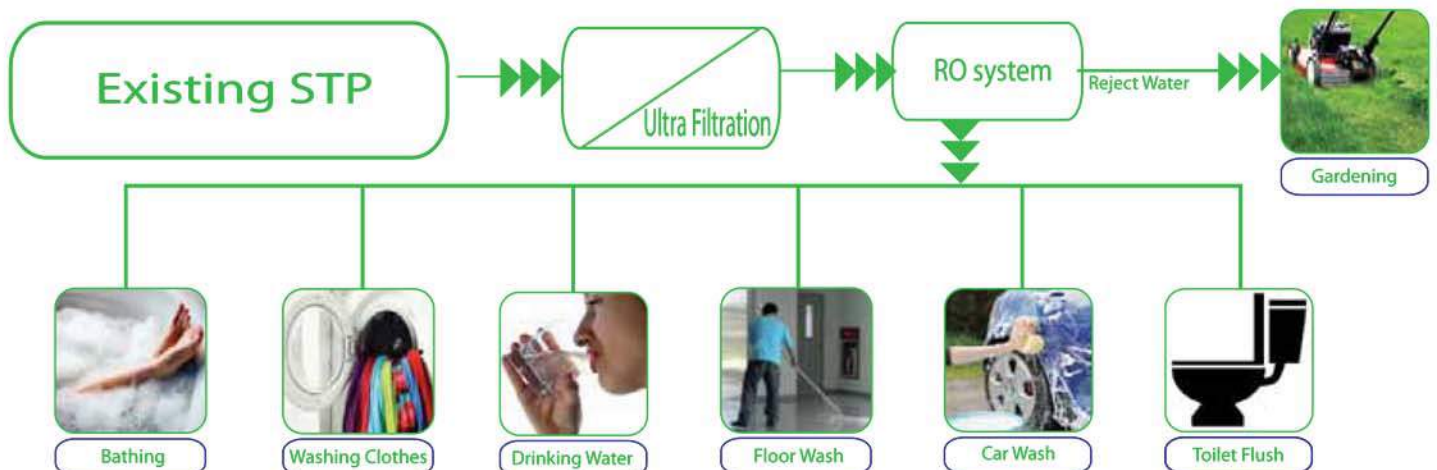 Existing STP
Ultra Filtration
RO system
Reject Water
Gardening
Bathing
Washing Clothes
Drinking Water
Floor Wash
Car Wash
Toilet Flush